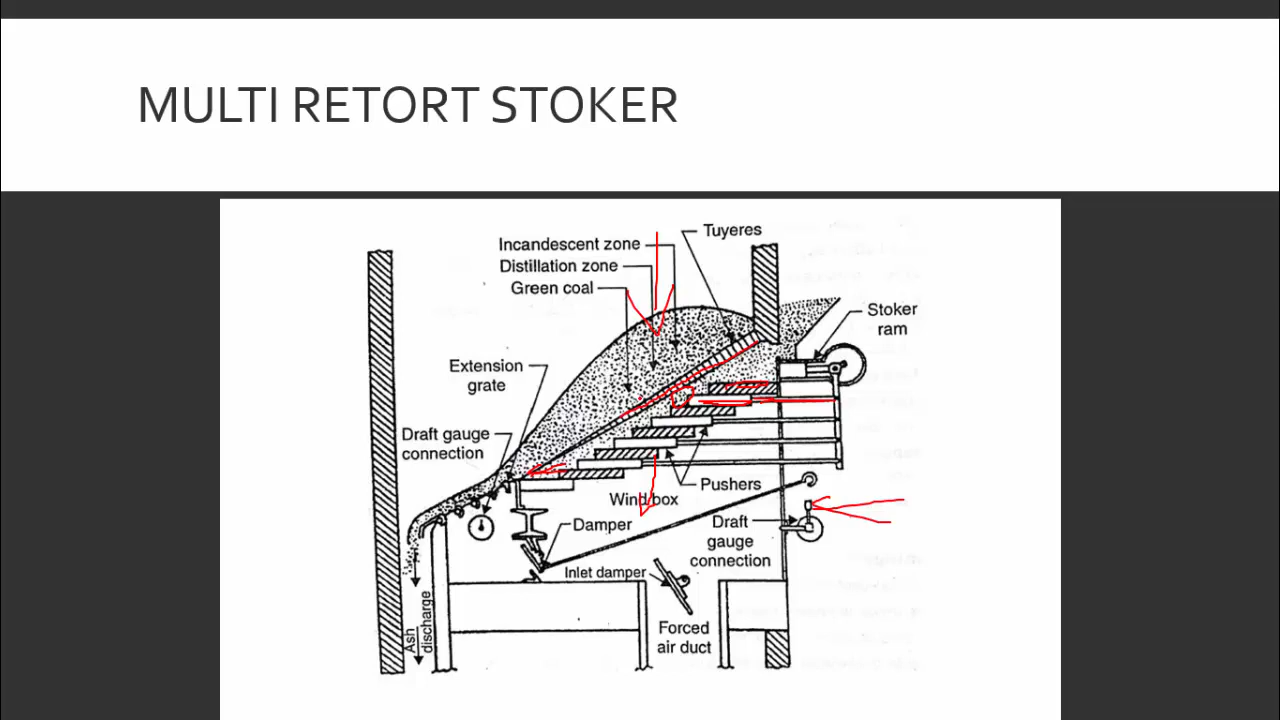 MULTI RETORT STOKER
Tuyeres
Incandescent zone
Distillation zone
Green coal
Stoker
ram
Extension
grate
Draft gauge
connection
Pushers
Wind box
Damper
Draft
gauge
connection
Inlet damper
Forced
air duct
Ash
discharge